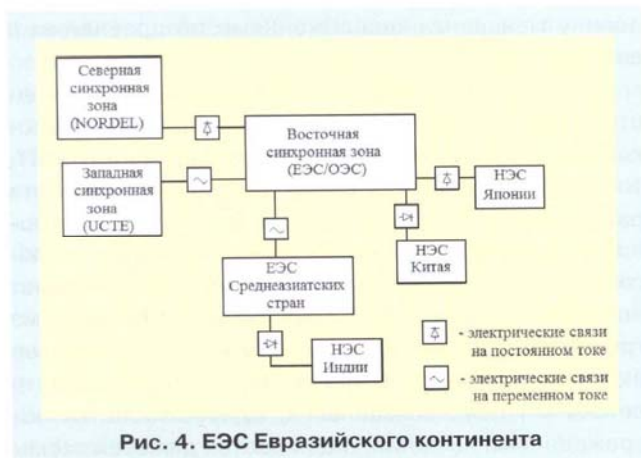 Северная
синхронная
зона
(NORDEL)
Восточная
синхронная зона
(ЕЭС/ОЭС)
Западная
синхронная
зона
(UCTE)
НЭС
Японии
НЭС
Китая
ЕЭС
Среднеазиатских
стран
НЭС
Индии
- электрические связи
на постоянном токе
- электрические связи
на переменном токе
Рис. 4. ЕЭС Евразийского континента